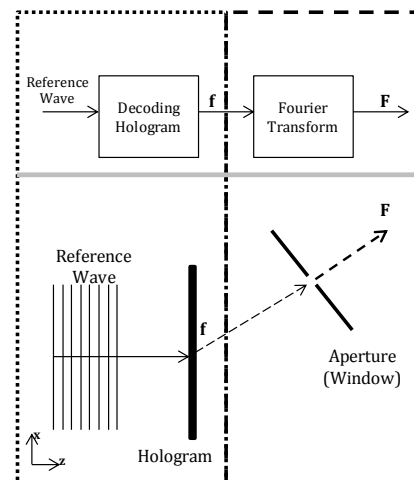 Reference
Wave
Decoding
Hologram
f
Fourier
Transform
F
Reference
Wave
f
F
Aperture
(Window)
x
z
Hologram